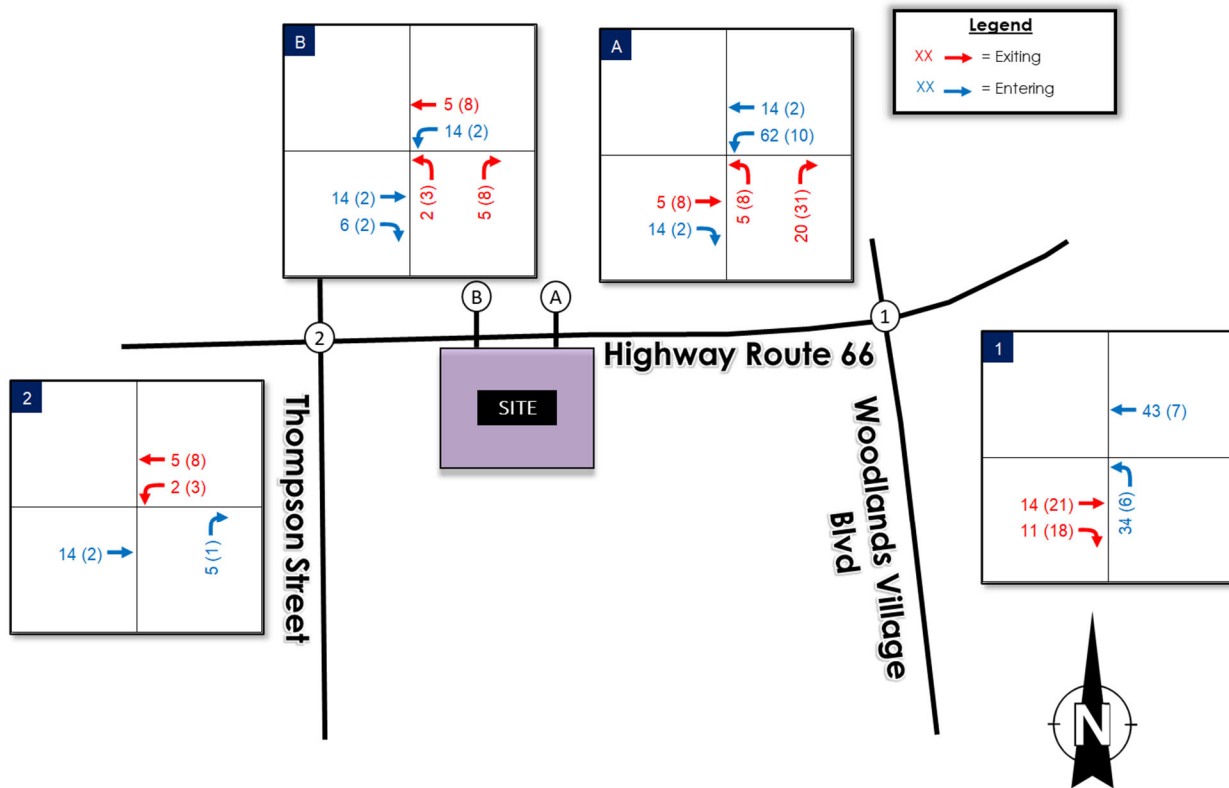 B
5 (8)
14 (2)
14 (2)
6 (2)
2 (3)
5 (8)
A
14 (2)
62 (10)
5 (8)
14 (2)
5 (8)
20 (31)
Legend
XX = Exiting
XX = Entering
B
A
2
1
Highway Route 66
SITE
Thompson Street
Woodlands Village
Blvd
2
5 (8)
2 (3)
14 (2)
5 (1)
1
43 (7)
14 (21)
11 (18)
34 (6)
N